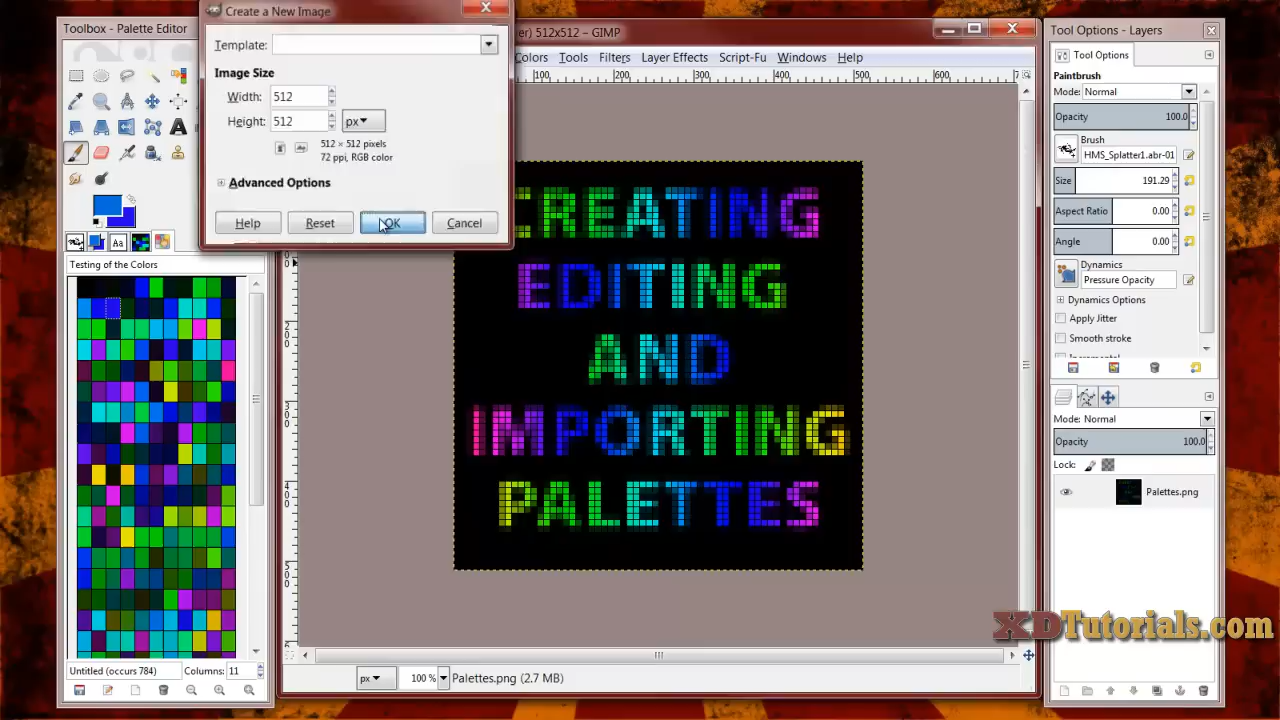 Toolbox - Palette Editor
Create a New Image
Template:
Image Size
Width: 512
Height: 512 px
512 × 512 pixels
72 ppi, RGB color
Advanced Options
Help Reset OK Cancel
er) 512x512 – GIMP
Colors Tools Filters Layer Effects Script-Fu Windows Help
100 200 300 400 500 600
CREATING
EDITING
AND
IMPORTING
PALETTES
Testing of the Colors
Untitled (occurs 784) Columns: 11
px 100 % Palettes.png (2.7 MB)
Tool Options - Layers
Tool Options
Paintbrush
Mode: Normal
Opacity 100.0
Brush
HMS_Splatter1.abr-01
Size 191.29
Aspect Ratio 0.00
Angle 0.00
Dynamics
Pressure Opacity
Dynamics Options
Apply Jitter
Smooth stroke
Mode: Normal
Opacity 100.0
Lock:
Palettes.png
XDTutorials.com